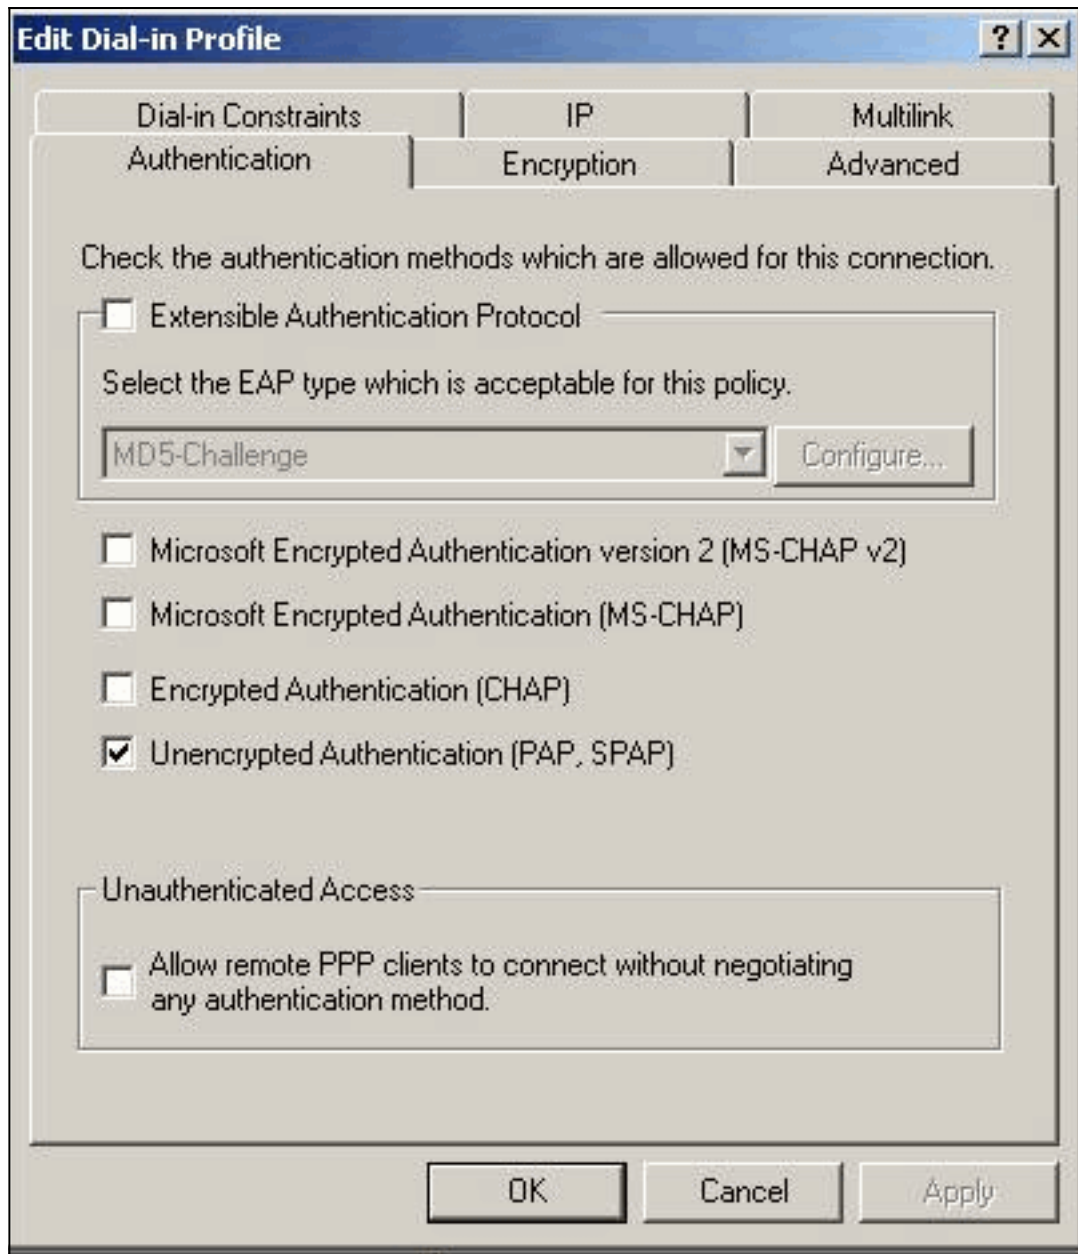 Edit Dial-in Profile
Dial-in Constraints
IP
Multilink
Authentication
Encryption
Advanced
Check the authentication methods which are allowed for this connection.
Extensible Authentication Protocol
Select the EAP type which is acceptable for this policy.
MD5-Challenge
Configure...
Microsoft Encrypted Authentication version 2 (MS-CHAP v2)
Microsoft Encrypted Authentication (MS-CHAP)
Encrypted Authentication (CHAP)
Unencrypted Authentication (PAP, SPAP)
Unauthenticated Access
Allow remote PPP clients to connect without negotiating
any authentication method.
OK
Cancel
Apply